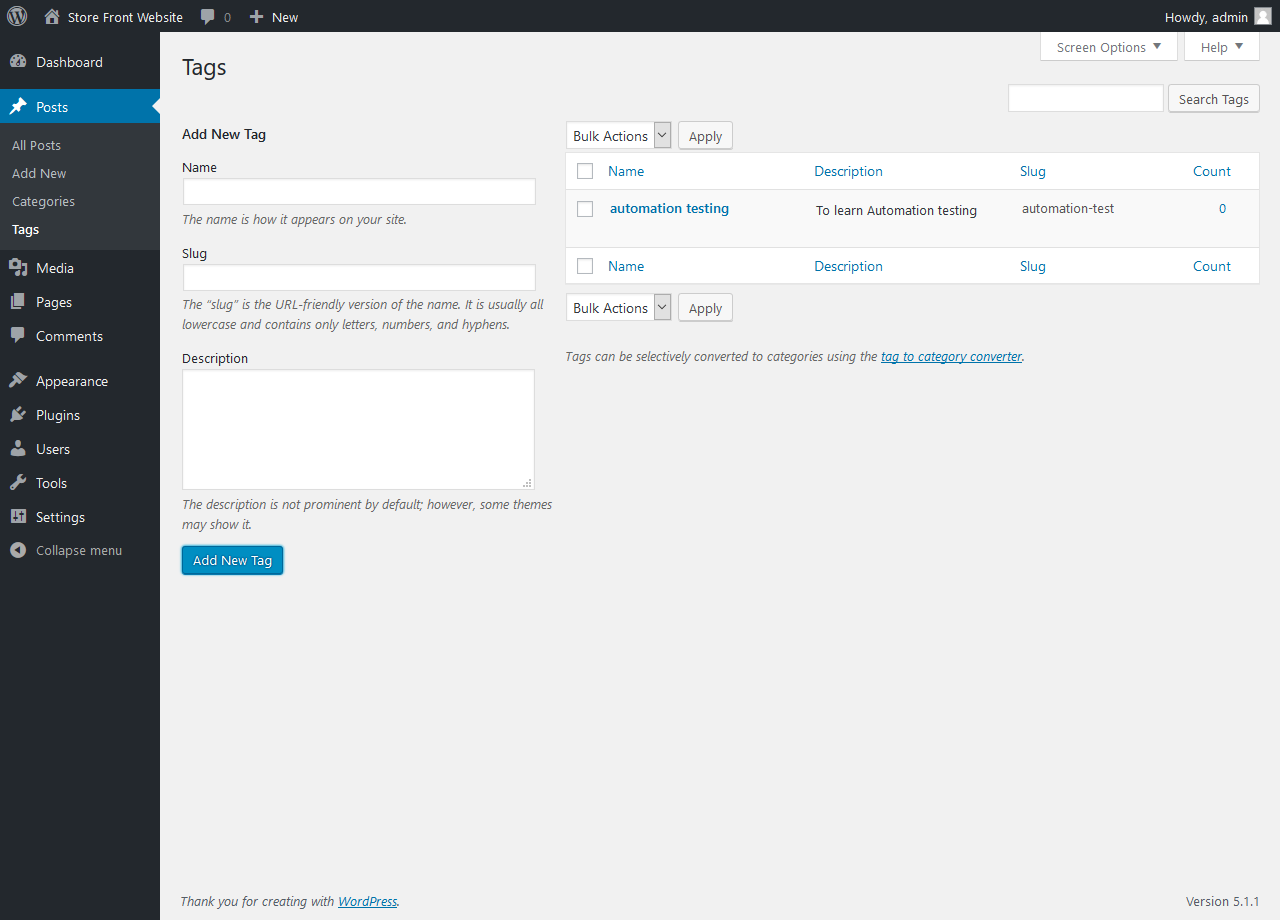 Store Front Website 0 New Howdy, admin
Screen Options Help
Dashboard
Posts
All Posts
Add New
Categories
Tags
Media
Pages
Comments
Appearance
Plugins
Users
Tools
Settings
Collapse menu
Tags
Search Tags
Add New Tag
Name
The name is how it appears on your site.
Slug
The “slug” is the URL-friendly version of the name. It is usually all
lowercase and contains only letters, numbers, and hyphens.
Description
The description is not prominent by default; however, some themes
may show it.
Add New Tag
Bulk Actions Apply
Name Description Slug Count
automation testing To learn Automation testing automation-test 0
Name Description Slug Count
Bulk Actions Apply
Tags can be selectively converted to categories using the tag to category converter.
Thank you for creating with WordPress. Version 5.1.1